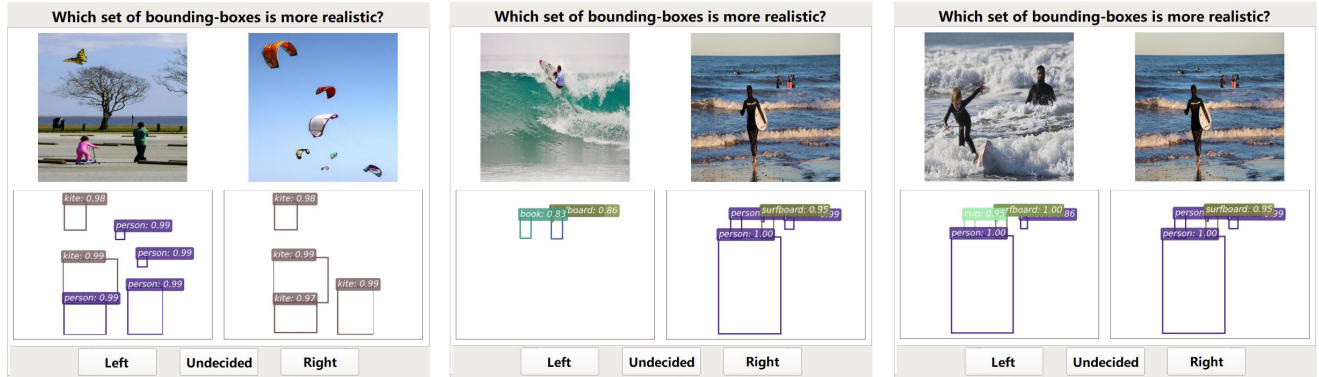 Which set of bounding-boxes is more realistic?
kite: 0.98
person: 0.99
person: 0.99
kite: 0.99
person: 0.99
person: 0.99
kite: 0.98
kite: 0.99
kite: 0.99
kite: 0.97
Left
Undecided
Right
Which set of bounding-boxes is more realistic?
book: 0.83
fboard: 0.86
person
surfboard: 0.95
.99
person: 1.00
Left
Undecided
Right
Which set of bounding-boxes is more realistic?
cup: 0.95
rfboard: 1.00
86
person: 1.00
person
surfboard: 0.95
.99
person: 1.00
Left
Undecided
Right